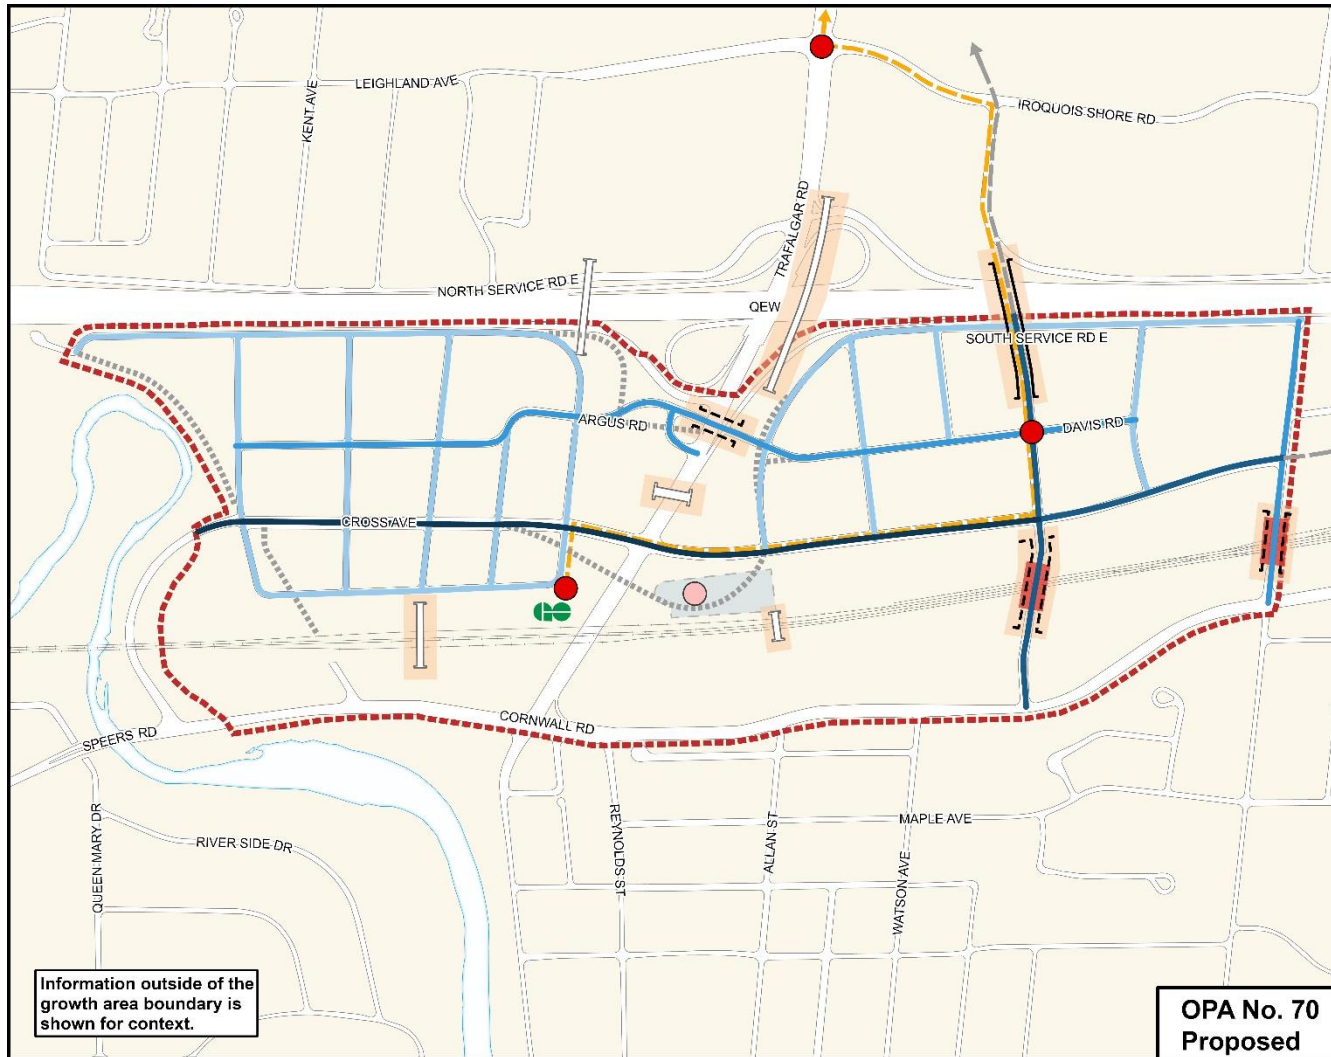 LEIGHLAND AVE
KENT AVE
IROQUOIS SHORE RD
TRAFALGAR RD
NORTH SERVICE RD E
QEW
SOUTH SERVICE RD E
ARGUS RD
DAVIS RD
CROSS AVE
GO
CORNWALL RD
SPEERS RD
QUEEN MARY DR
RIVER SIDE DR
REYNOLDS ST
ALLAN ST
MAPLE AVE
WATSON AVE
Information outside of the
growth area boundary is
shown for context.
OPA No. 70
Proposed